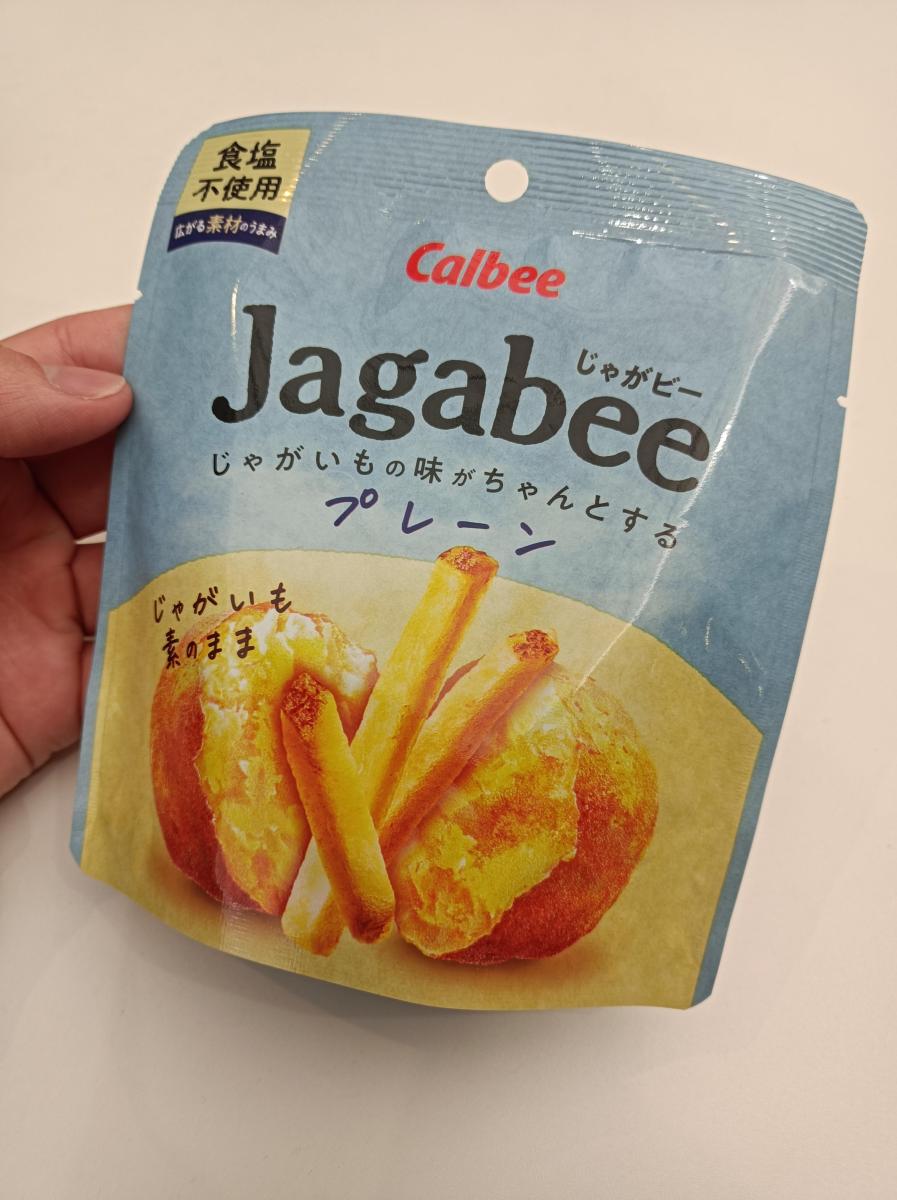 食塩
不使用
広がる素材のうまみ
Calbee
じゃがビー
Jagabee
じゃがいもの味がちゃんとする
プレーン
じゃがいも
素のまま